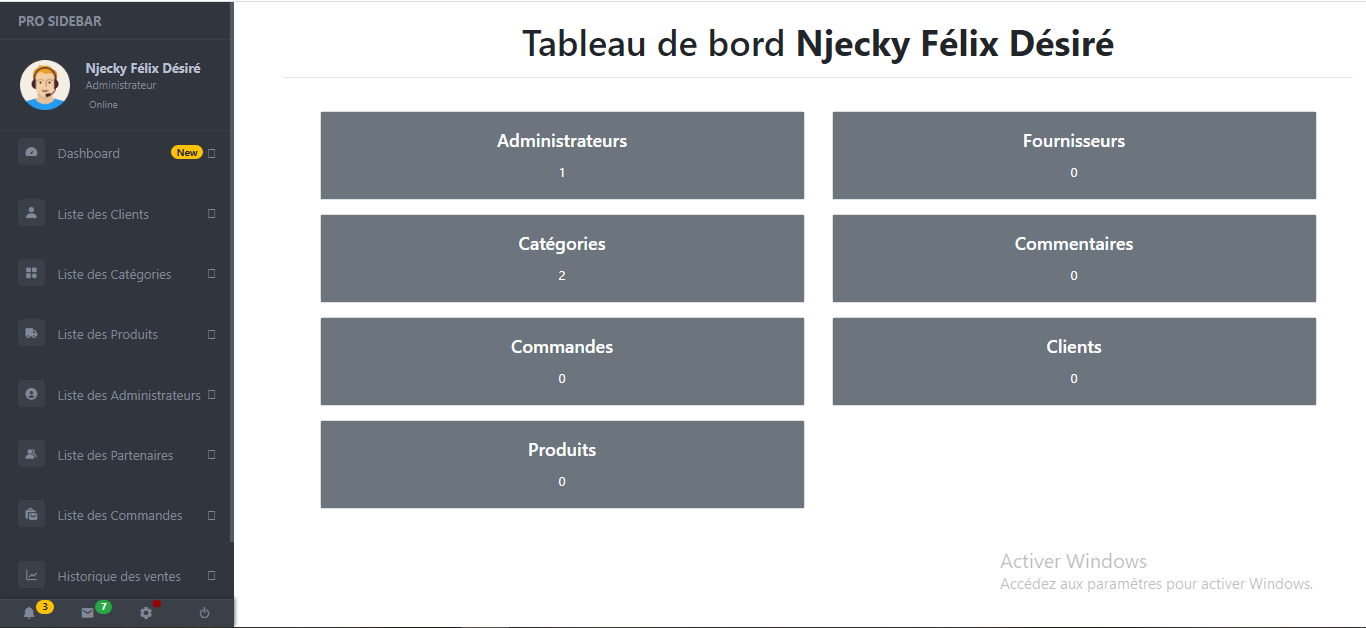 PRO SIDEBAR
Njecky Félix Désiré
Administrateur
Online
Dashboard New
Liste des Clients
Liste des Catégories
Liste des Produits
Liste des Administrateurs
Liste des Partenaires
Liste des Commandes
Historique des ventes
3 7
Tableau de bord Njecky Félix Désiré
Administrateurs
1
Fournisseurs
0
Catégories
2
Commentaires
0
Commandes
0
Clients
0
Produits
0
Activer Windows
Accédez aux paramètres pour activer Windows.